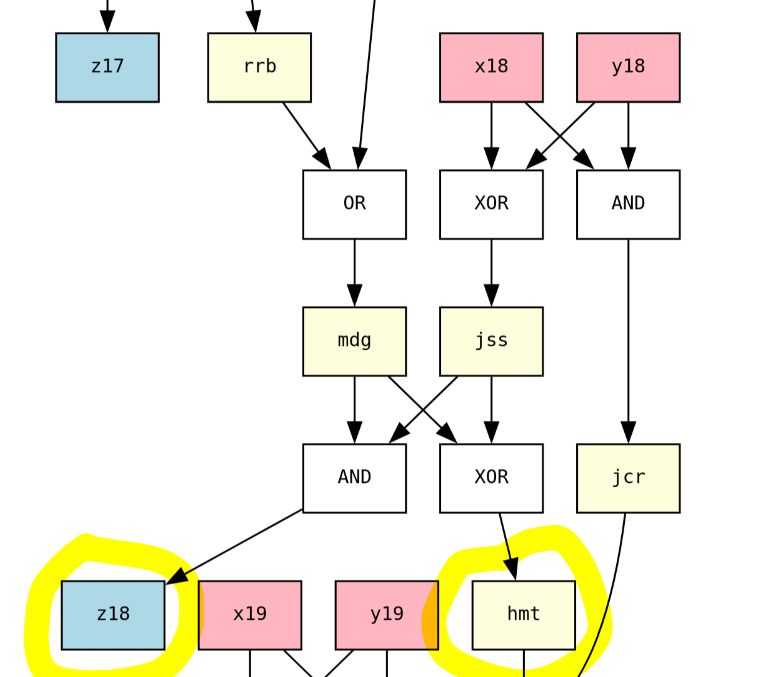 z17 rrb x18 y18
OR XOR AND
mdg jss
AND XOR jcr
z18 x19 y19 hmt